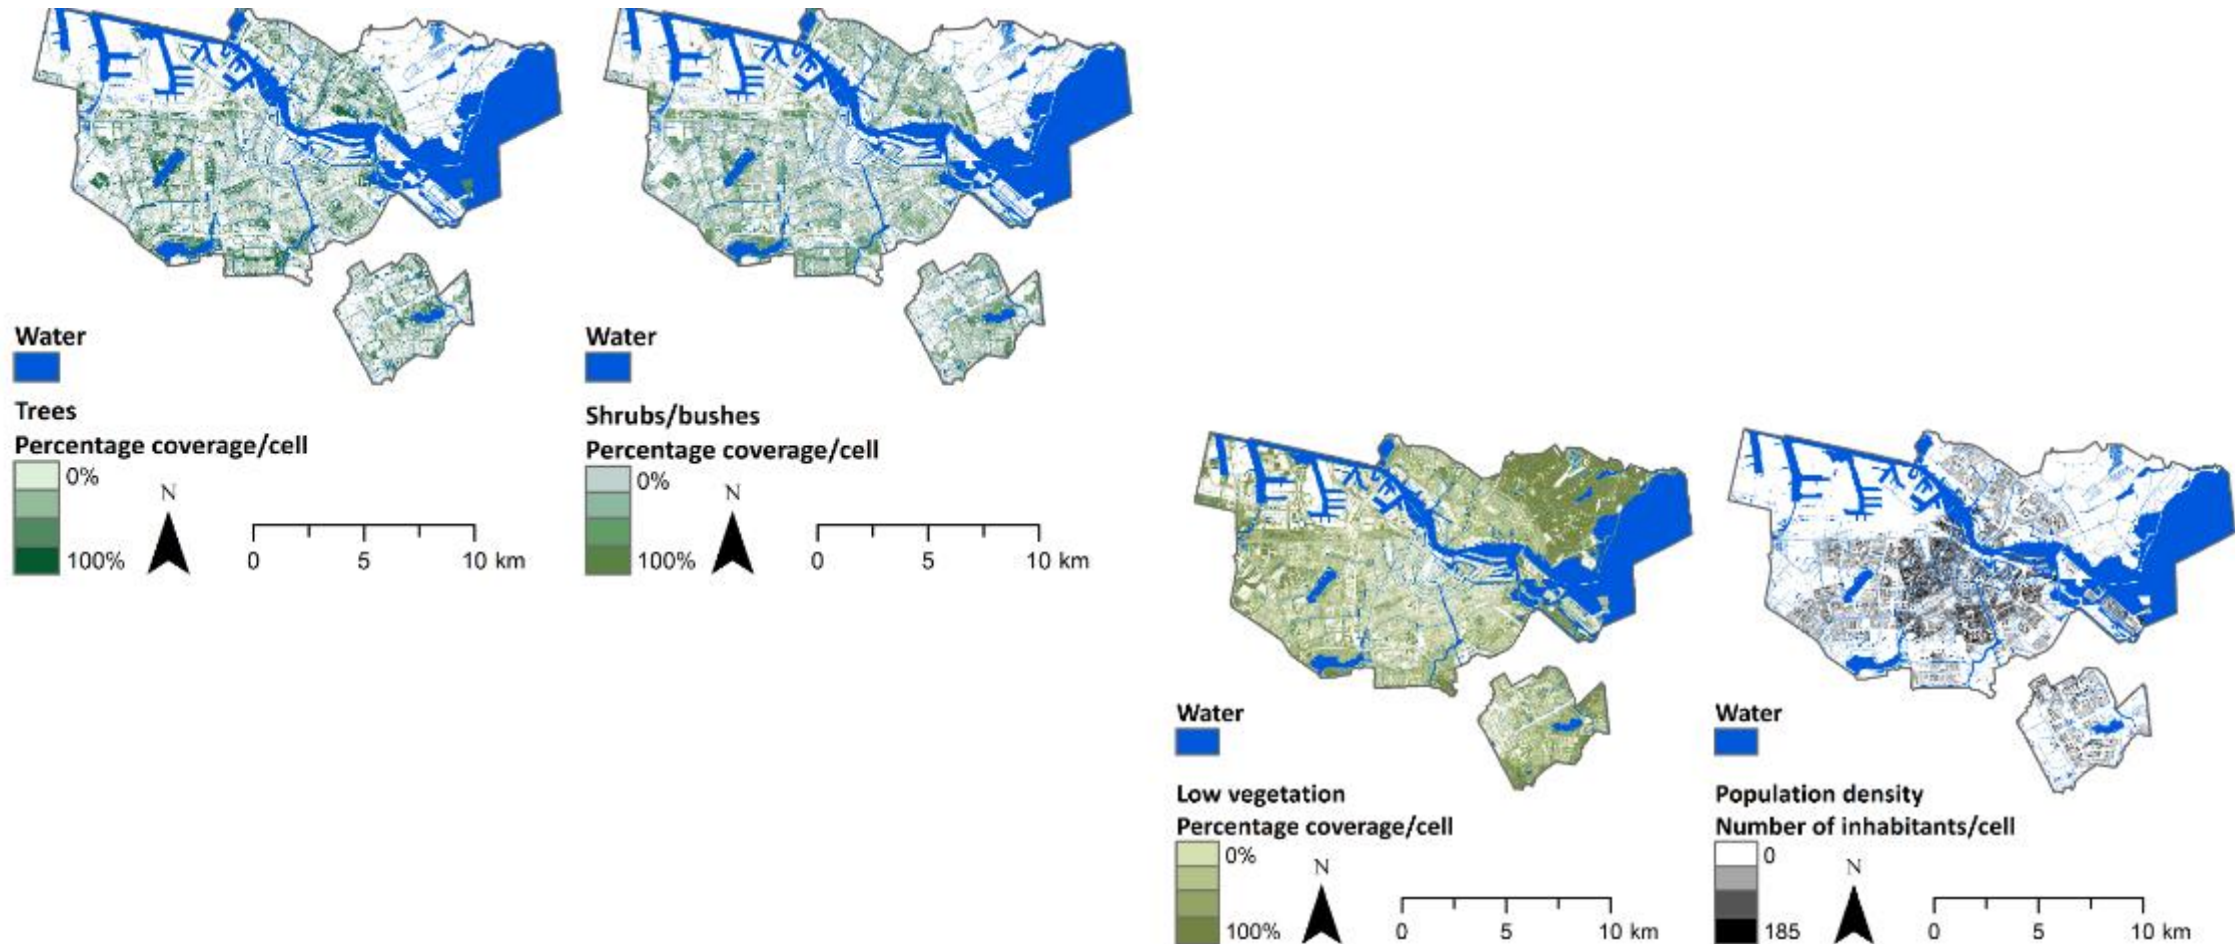 Water
Trees
Percentage coverage/cell
0%
100%
N
0 5 10 km
Water
Shrubs/bushes
Percentage coverage/cell
0%
100%
N
0 5 10 km
Water
Low vegetation
Percentage coverage/cell
0%
100%
N
0 5 10 km
Water
Population density
Number of inhabitants/cell
0
185
N
0 5 10 km